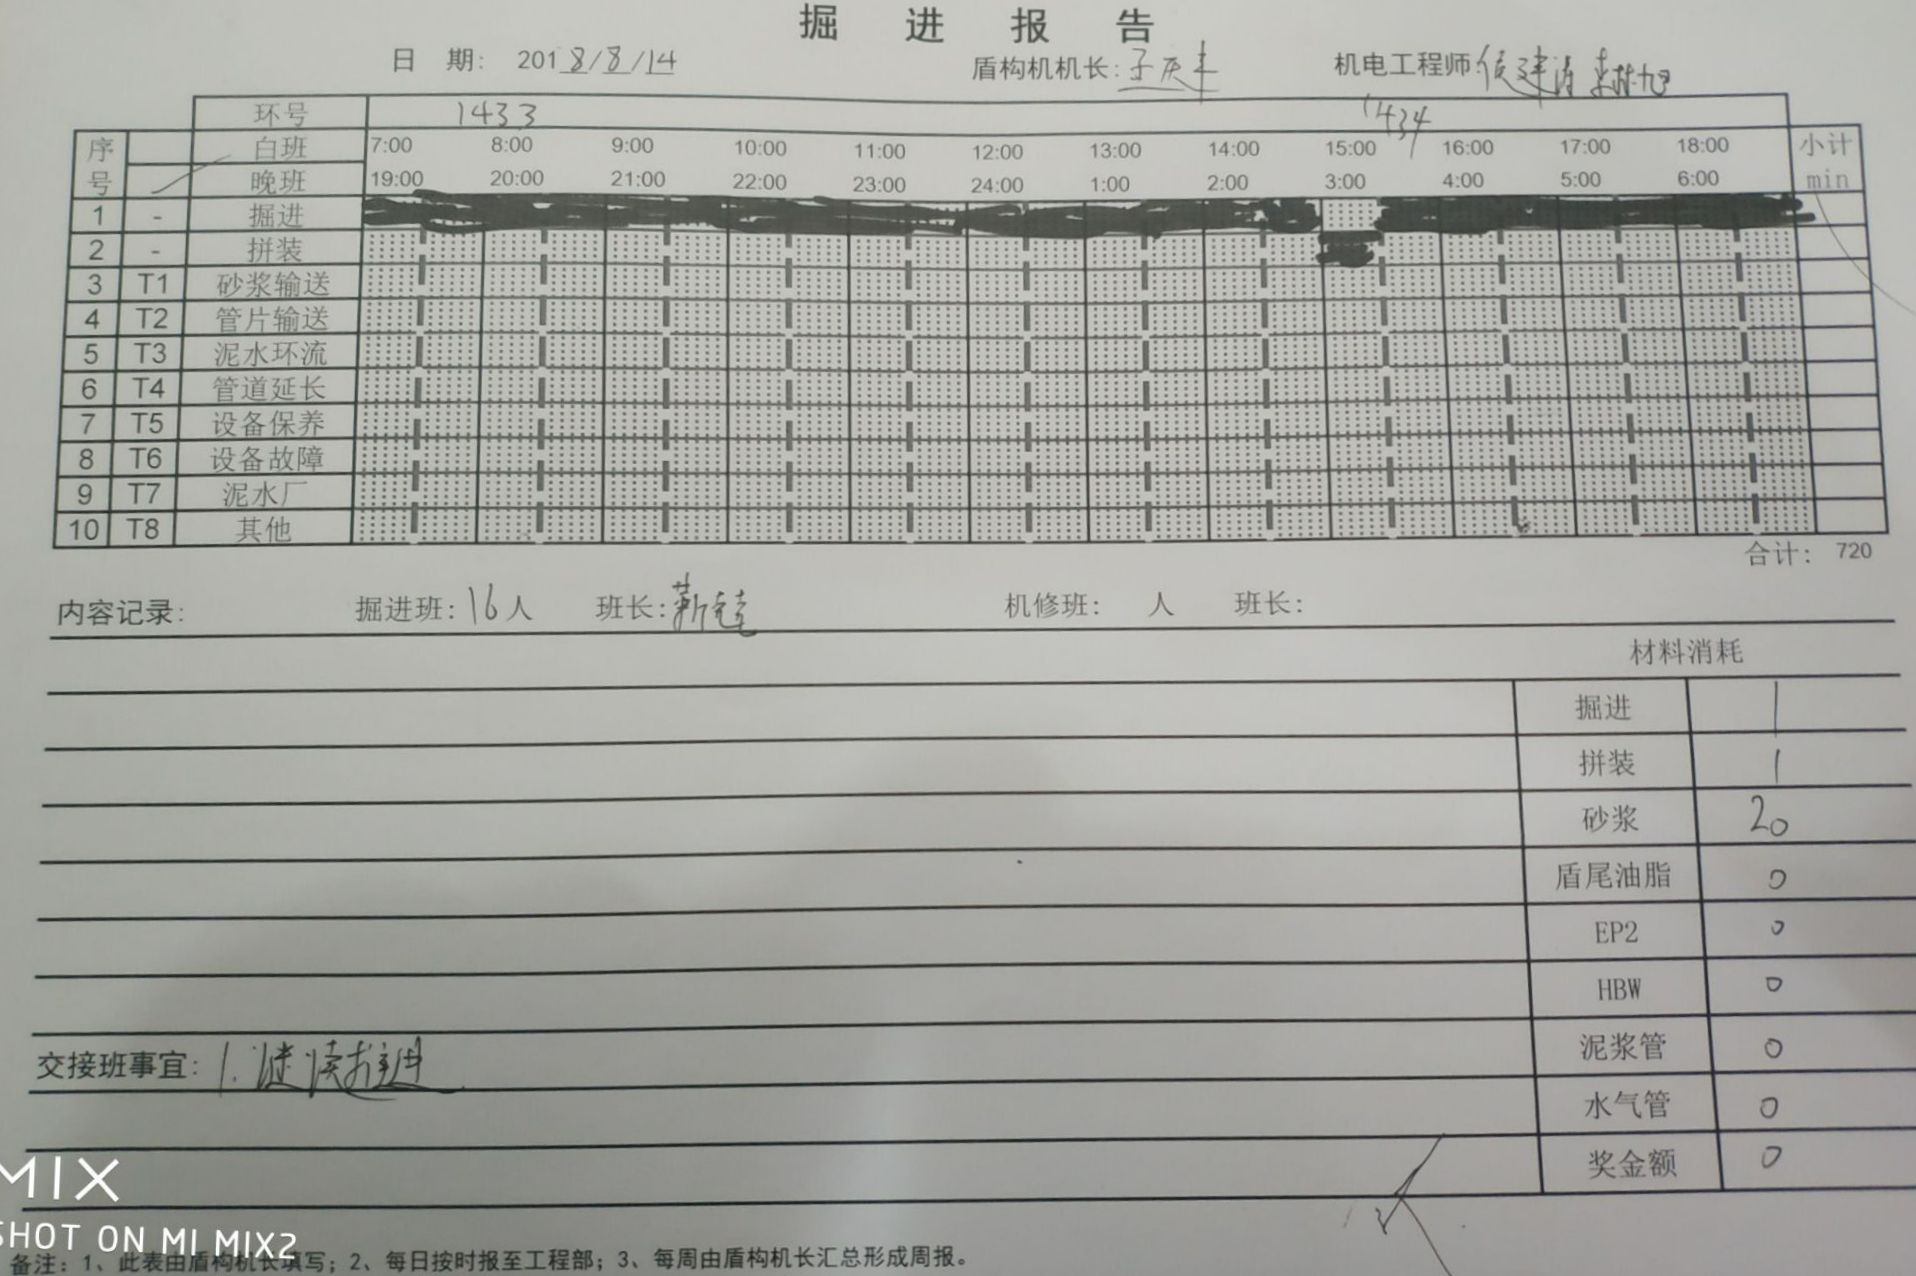 掘 进 报 告
日 期: 2018/8/14 盾构机机长: 机电工程师:
环号 1433 1434
序号 白班 7:00 8:00 9:00 10:00 11:00 12:00 13:00 14:00 15:00 16:00 17:00 18:00 小计
晚班 19:00 20:00 21:00 22:00 23:00 24:00 1:00 2:00 3:00 4:00 5:00 6:00 min
1 - 掘进
2 - 拼装
3 T1 砂浆输送
4 T2 管片输送
5 T3 泥水环流
6 T4 管道延长
7 T5 设备保养
8 T6 设备故障
9 T7 泥水厂
10 T8 其他
合计: 720
内容记录: 掘进班: 16人 班长: 机修班: 人 班长:
材料消耗
掘进 1
拼装 1
砂浆 20
盾尾油脂 0
EP2 0
HBW 0
泥浆管 0
水气管 0
奖金额 0
交接班事宜: 1. 继续推进
MIX
SHOT ON MI MIX2
备注: 1、此表由盾构机长填写; 2、每日按时报至工程部; 3、每周由盾构机长汇总形成周报。